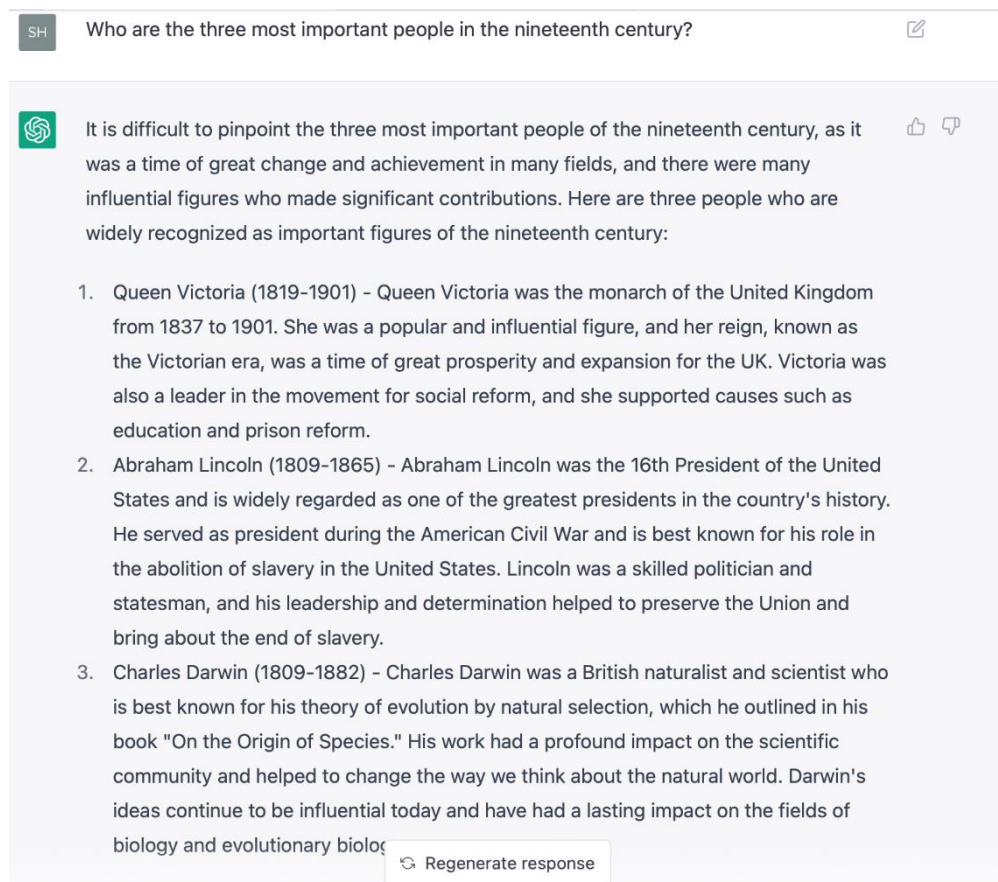 SH
Who are the three most important people in the nineteenth century?
It is difficult to pinpoint the three most important people of the nineteenth century, as it
was a time of great change and achievement in many fields, and there were many
influential figures who made significant contributions. Here are three people who are
widely recognized as important figures of the nineteenth century:
1. Queen Victoria (1819-1901) - Queen Victoria was the monarch of the United Kingdom
from 1837 to 1901. She was a popular and influential figure, and her reign, known as
the Victorian era, was a time of great prosperity and expansion for the UK. Victoria was
also a leader in the movement for social reform, and she supported causes such as
education and prison reform.
2. Abraham Lincoln (1809-1865) - Abraham Lincoln was the 16th President of the United
States and is widely regarded as one of the greatest presidents in the country's history.
He served as president during the American Civil War and is best known for his role in
the abolition of slavery in the United States. Lincoln was a skilled politician and
statesman, and his leadership and determination helped to preserve the Union and
bring about the end of slavery.
3. Charles Darwin (1809-1882) - Charles Darwin was a British naturalist and scientist who
is best known for his theory of evolution by natural selection, which he outlined in his
book "On the Origin of Species." His work had a profound impact on the scientific
community and helped to change the way we think about the natural world. Darwin's
ideas continue to be influential today and have had a lasting impact on the fields of
biology and evolutionary
Regenerate response